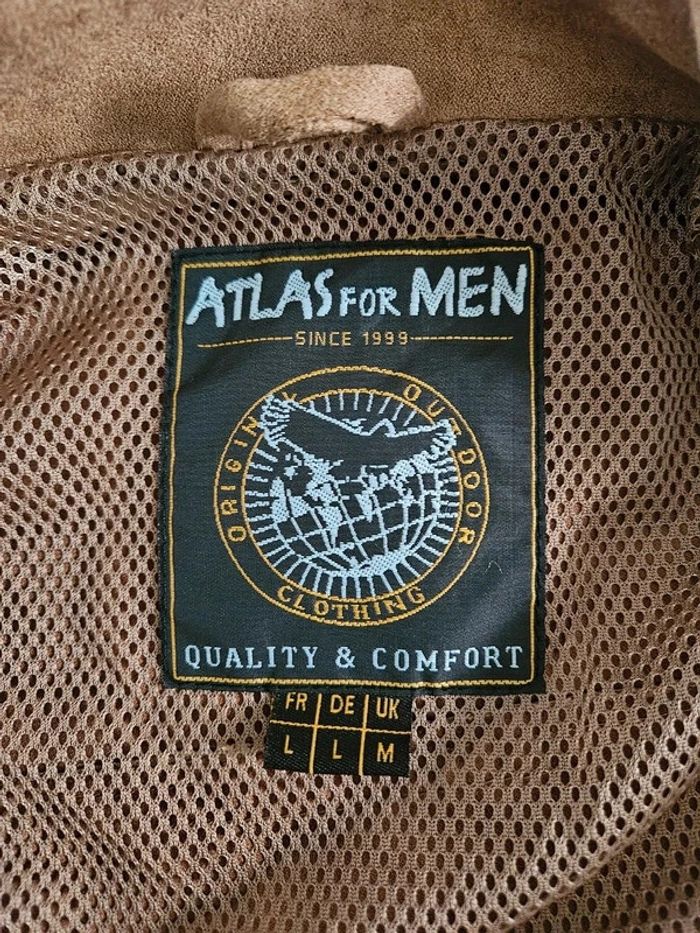 ATLAS FOR MEN
SINCE 1999
ORIGINAL OUTDOOR
CLOTHING
QUALITY & COMFORT
FR DE UK
L L M